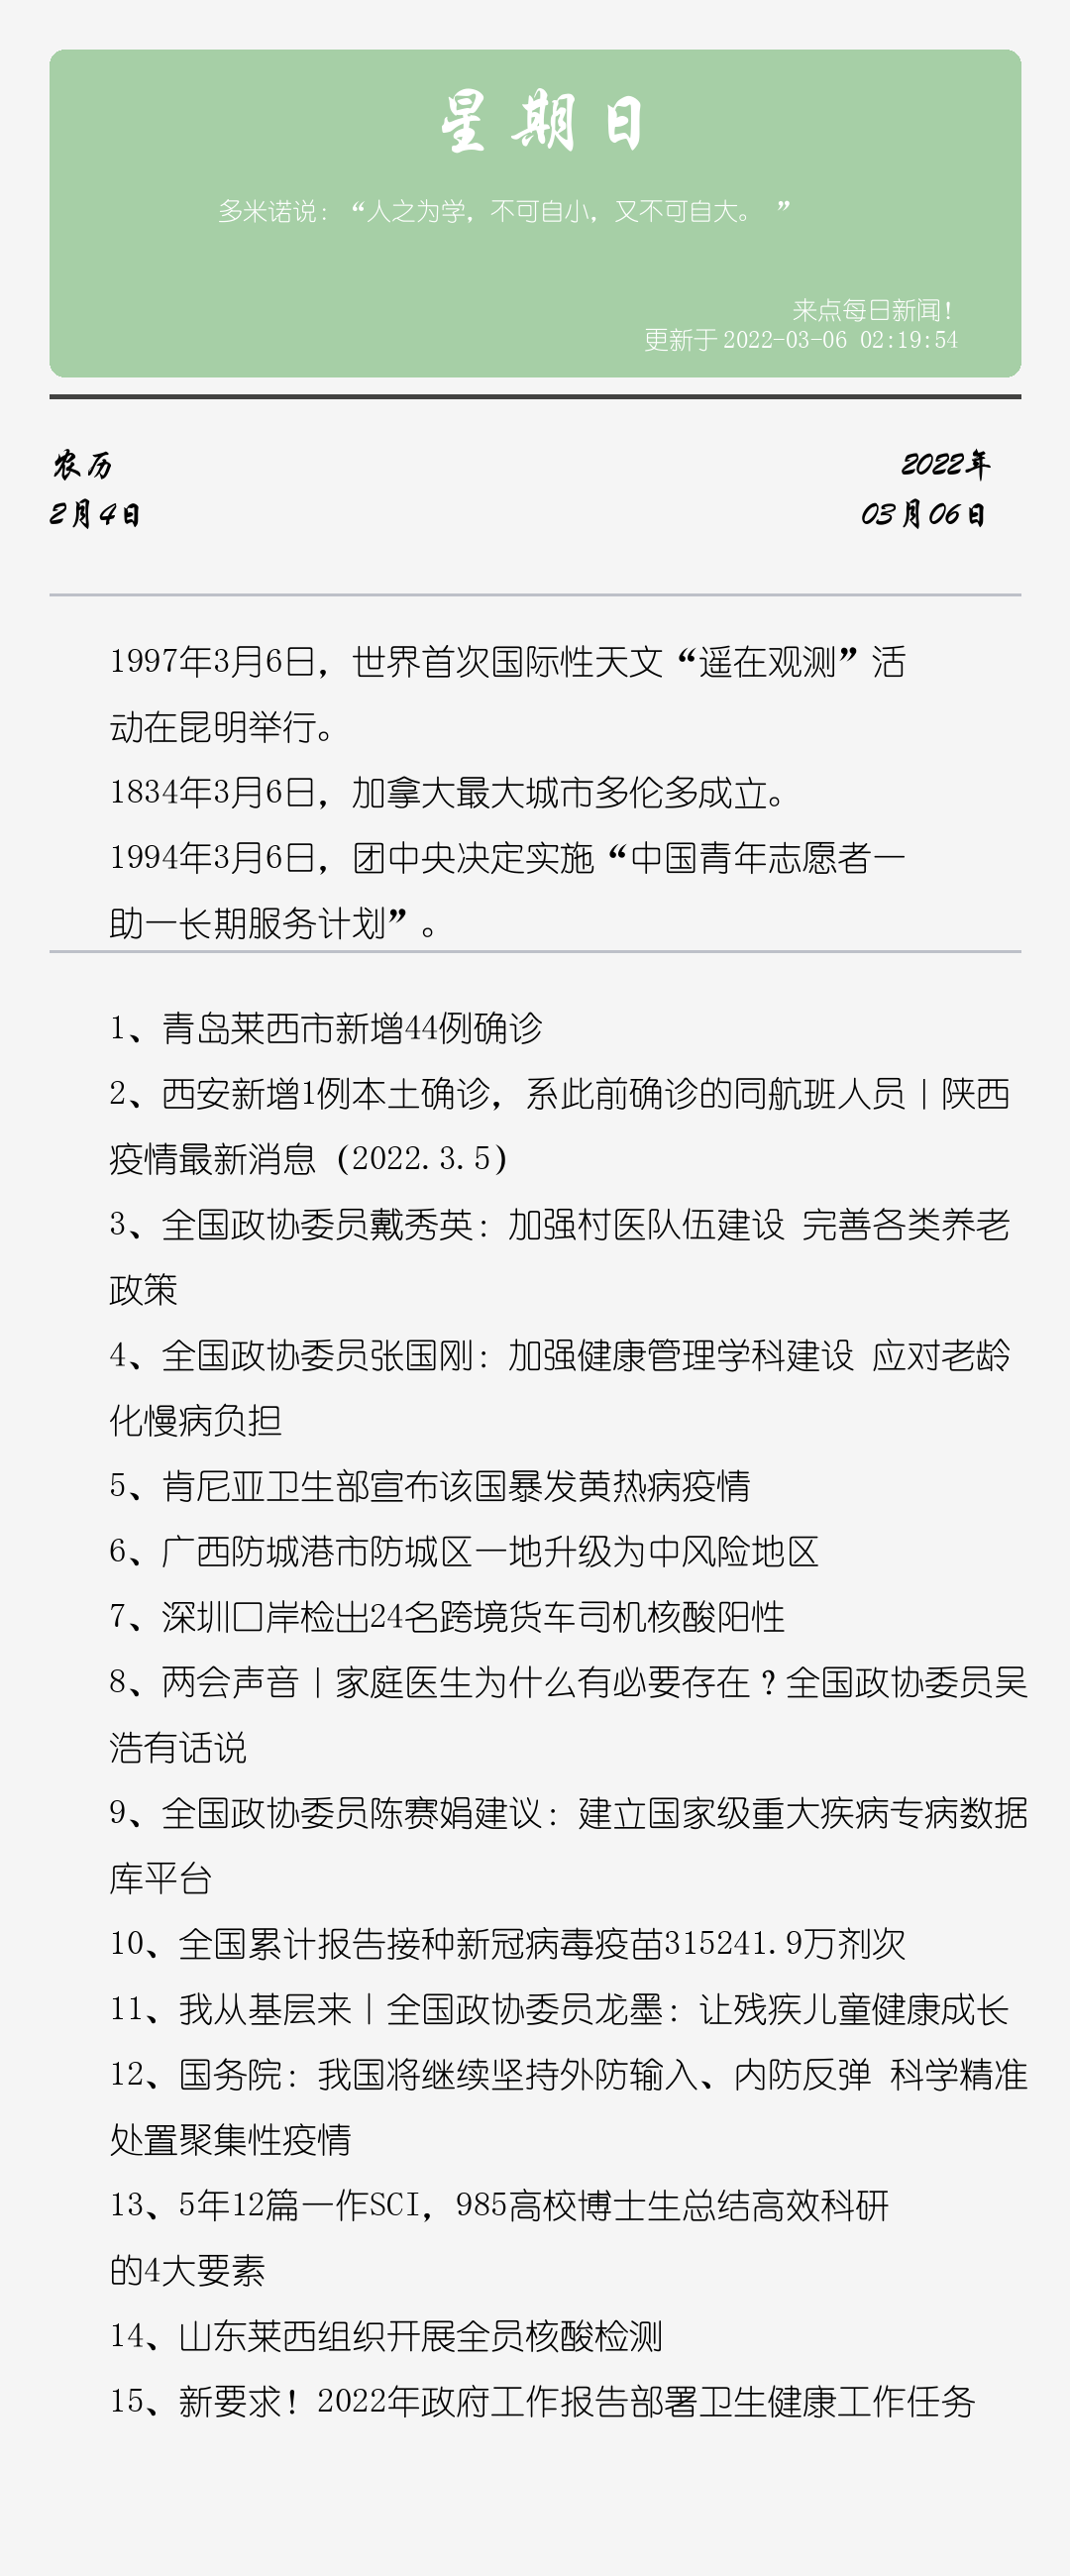 星期日
多米诺说：“人之为学，不可自小，又不可自大。 ”
来点每日新闻！
更新于 2022-03-06 02:19:54
农历
2022年
2月4日
03月06日
1997年3月6日，世界首次国际性天文“遥在观测”活
动在昆明举行。
1834年3月6日，加拿大最大城市多伦多成立。
1994年3月6日，团中央决定实施“中国青年志愿者一
助一长期服务计划”。
1、青岛莱西市新增44例确诊
2、西安新增1例本土确诊，系此前确诊的同航班人员丨陕西
疫情最新消息（2022.3.5）
3、全国政协委员戴秀英：加强村医队伍建设 完善各类养老
政策
4、全国政协委员张国刚：加强健康管理学科建设 应对老龄
化慢病负担
5、肯尼亚卫生部宣布该国暴发黄热病疫情
6、广西防城港市防城区一地升级为中风险地区
7、深圳口岸检出24名跨境货车司机核酸阳性
8、两会声音丨家庭医生为什么有必要存在？全国政协委员吴
浩有话说
9、全国政协委员陈赛娟建议：建立国家级重大疾病专病数据
库平台
10、全国累计报告接种新冠病毒疫苗315241.9万剂次
11、我从基层来丨全国政协委员龙墨：让残疾儿童健康成长
12、国务院：我国将继续坚持外防输入、内防反弹 科学精准
处置聚集性疫情
13、5年12篇一作SCI，985高校博士生总结高效科研
的4大要素
14、山东莱西组织开展全员核酸检测
15、新要求！2022年政府工作报告部署卫生健康工作任务